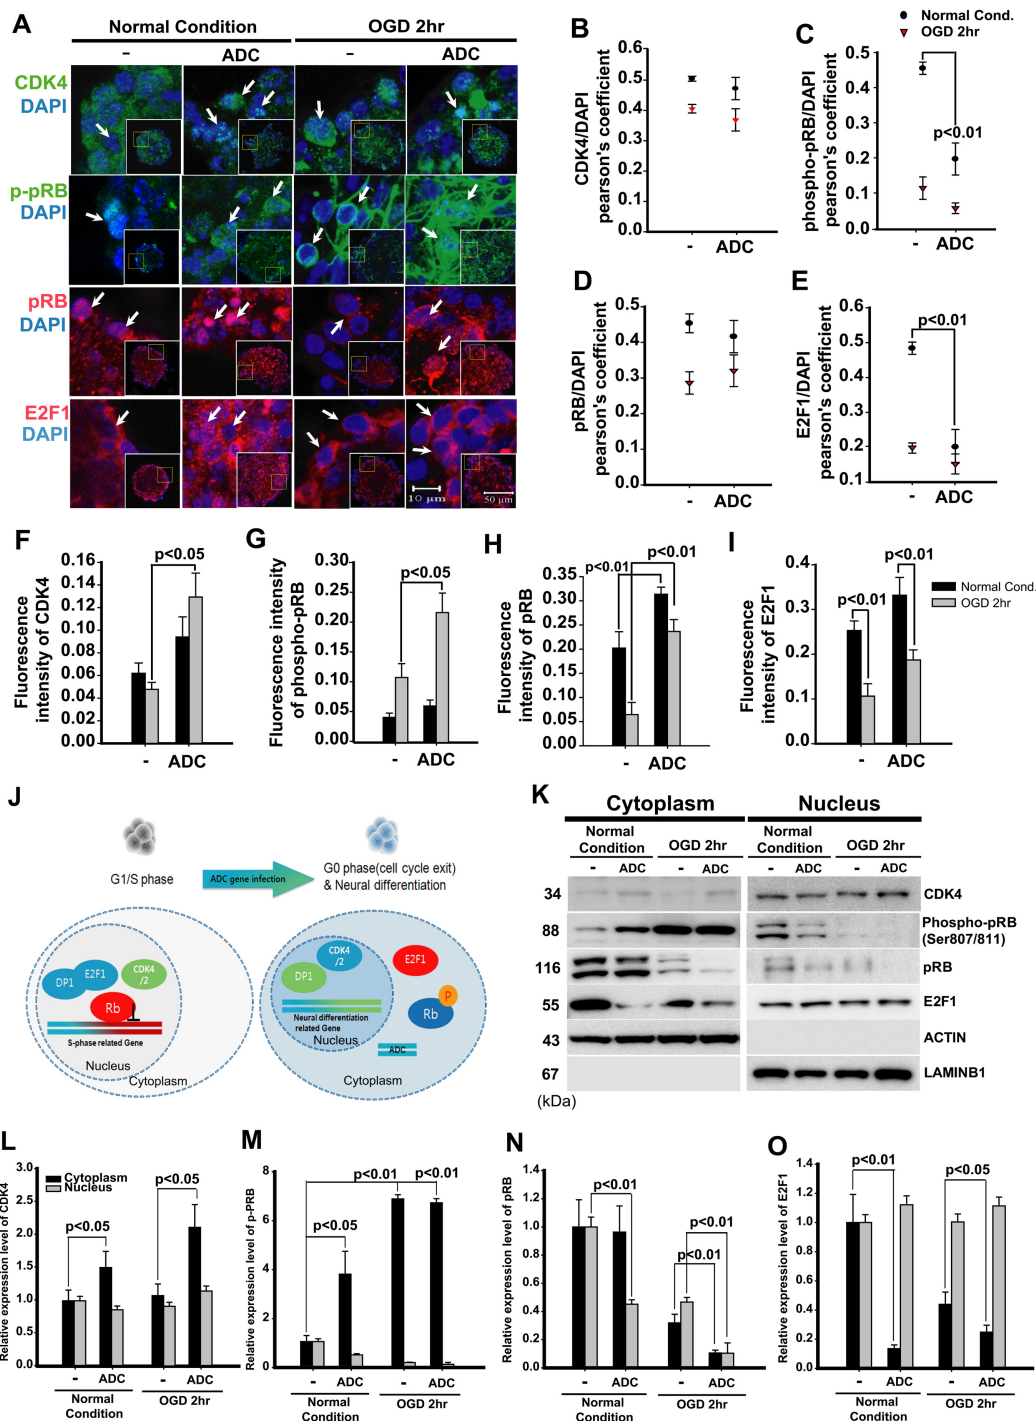 A
Normal Condition
OGD 2hr
-
ADC
-
ADC
CDK4
DAPI
p-pRB
DAPI
pRB
DAPI
E2F1
DAPI
10 μm
50 μm
B
CDK4/DAPI
pearson's coefficient
0.6
0.5
0.4
0.3
0.2
0.1
0.0
-
ADC
Normal Cond.
OGD 2hr
C
phospho-pRB/DAPI
pearson's coefficient
0.5
0.4
0.3
0.2
0.1
0.0
p<0.01
-
ADC
D
pRB/DAPI
pearson's coefficient
0.5
0.4
0.3
0.2
0.1
0.0
-
ADC
E
E2F1/DAPI
pearson's coefficient
0.6
0.5
0.4
0.3
0.2
0.1
p<0.01
-
ADC
F
Fluorescence
intensity of CDK4
0.16
0.14
0.12
0.10
0.08
0.06
0.04
0.02
0.00
p<0.05
-
ADC
G
Fluorescence intensity
of phospho-pRB
0.30
0.25
0.20
0.15
0.10
0.05
0.00
p<0.05
-
ADC
H
Fluorescence
intensity of pRB
0.4
0.3
0.2
0.1
0.0
p<0.01
p<0.01
-
ADC
I
Fluorescence
intensity of E2F1
0.4
0.3
0.2
0.1
0.0
p<0.01
p<0.01
-
ADC
Normal Cond.
OGD 2hr
J
G1/S phase
ADC gene infection
G0 phase(cell cycle exit)
& Neural differentiation
DP1
E2F1
CDK4
/2
Rb
S-phase related Gene
Nucleus
Cytoplasm
CDK4
/2
DP1
E2F1
P
Rb
Neural differentiation
related Gene
Nucleus
ADC
Cytoplasm
K
Cytoplasm
Nucleus
Normal
Condition
OGD 2hr
Normal
Condition
OGD 2hr
-
ADC
-
ADC
-
ADC
-
ADC
34
CDK4
88
Phospho-pRB
(Ser807/811)
116
pRB
55
E2F1
43
ACTIN
67
LAMINB1
(kDa)
L
Relative expression level of CDK4
3.0
2.5
2.0
1.5
1.0
0.5
0.0
Cytoplasm
Nucleus
p<0.05
p<0.05
-
ADC
-
ADC
Normal
Condition
OGD 2hr
M
Relative expression level of p-PRB
8
6
4
2
0
p<0.01
p<0.01
p<0.05
-
ADC
-
ADC
Normal
Condition
OGD 2hr
N
Relative expression level of pRB
1.4
1.2
1.0
0.8
0.6
0.4
0.2
0.0
p<0.01
p<0.01
p<0.01
-
ADC
-
ADC
Normal
Condition
OGD 2hr
O
Relative expression level of E2F1
1.4
1.2
1.0
0.8
0.6
0.4
0.2
0.0
p<0.01
p<0.05
-
ADC
-
ADC
Normal
Condition
OGD 2hr